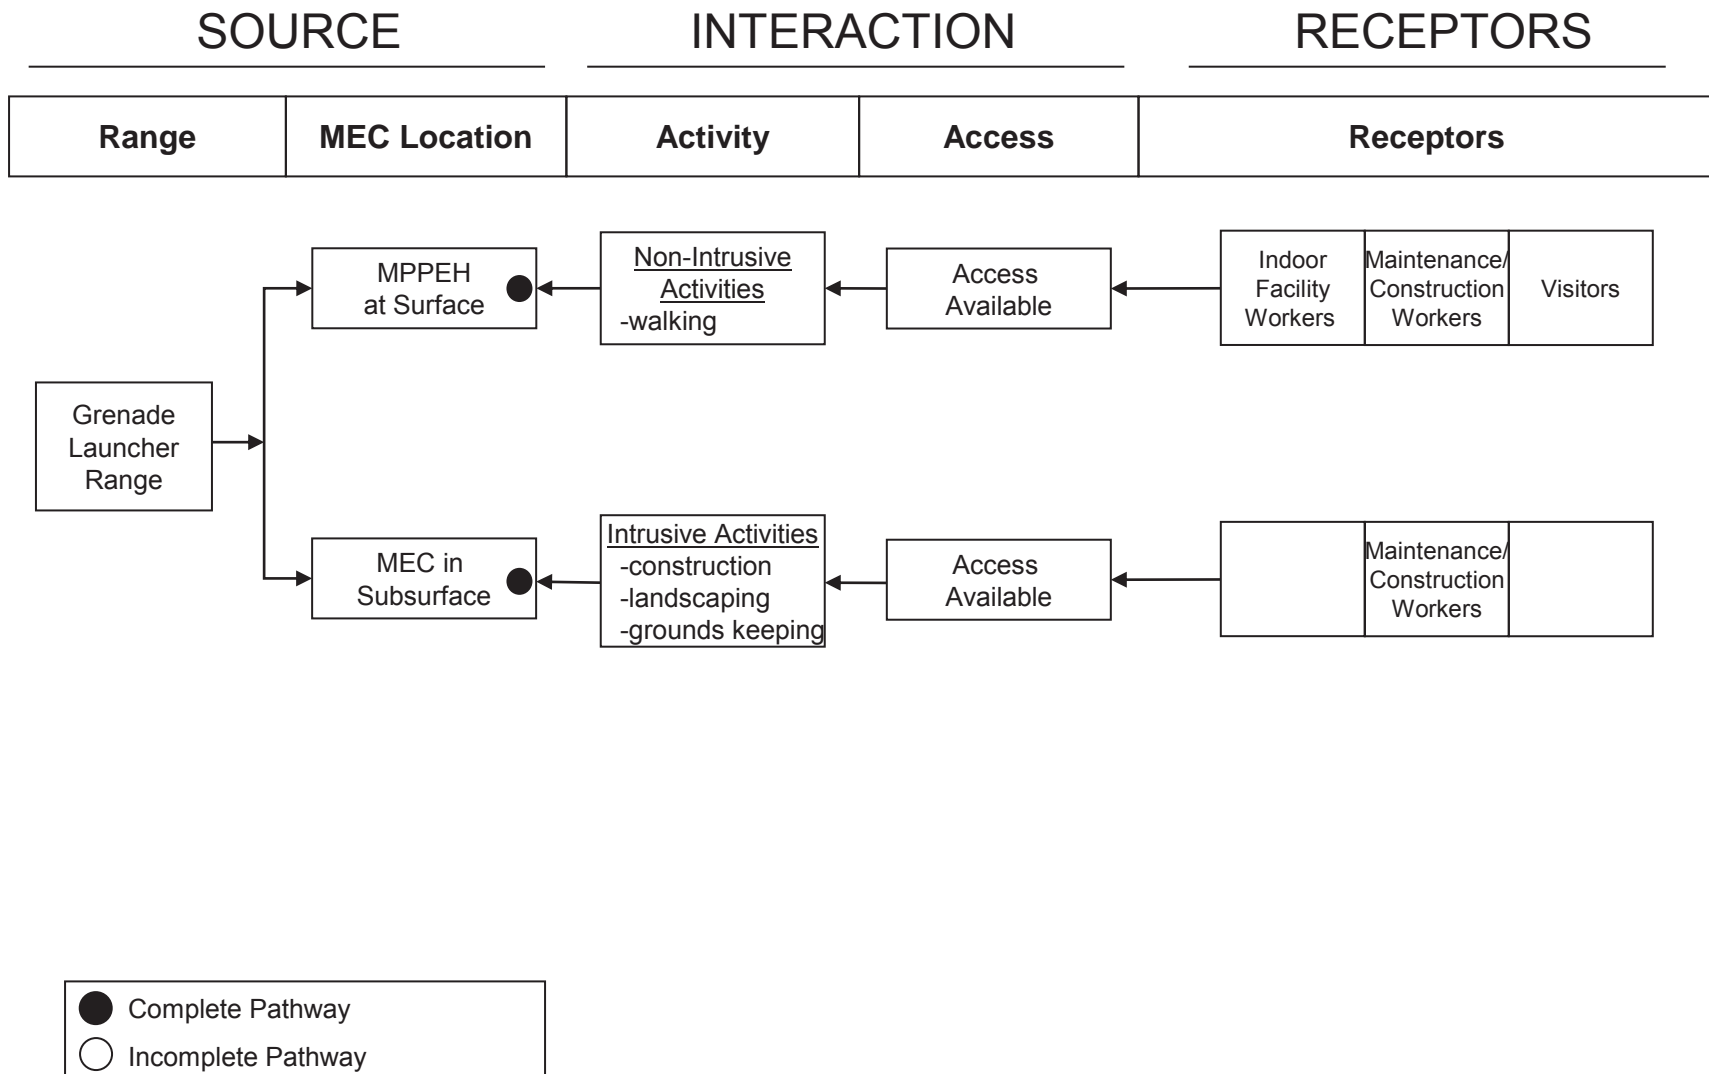 SOURCE
INTERACTION
RECEPTORS
Range
MEC Location
Activity
Access
Receptors
MPPEH
at Surface
Non-Intrusive
Activities
-walking
Access
Available
Indoor
Facility
Workers
Maintenance/
Construction
Workers
Visitors
Grenade
Launcher
Range
MEC in
Subsurface
Intrusive Activities
-construction
-landscaping
-grounds keeping
Access
Available
Maintenance/
Construction
Workers
Complete Pathway
Incomplete Pathway